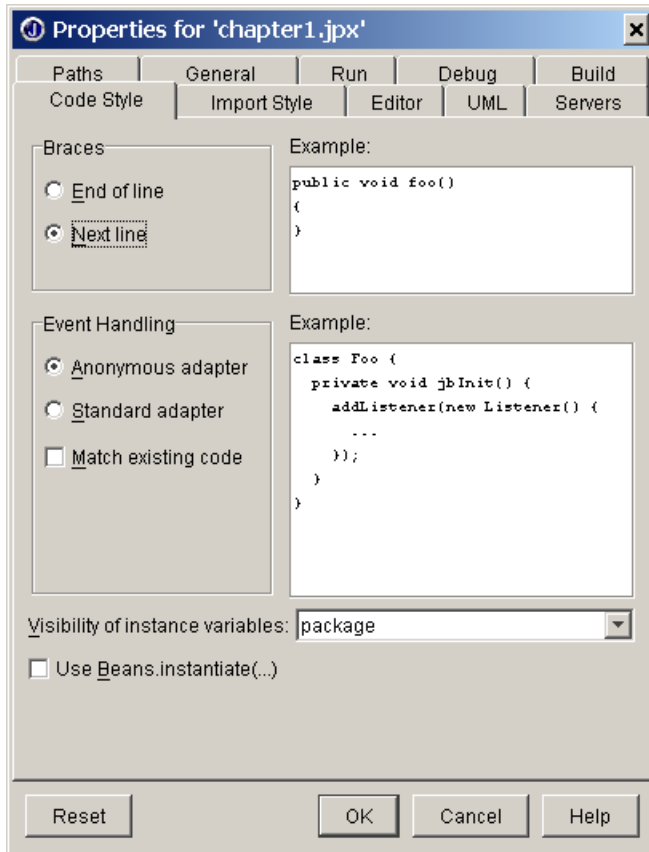 Properties for 'chapter1.jpx'
Paths General Run Debug Build
Code Style Import Style Editor UML Servers
Braces
End of line
Next line
Example:
public void foo()
{
}
Event Handling
Anonymous adapter
Standard adapter
Match existing code
Example:
class Foo {
private void jbInit() {
addListener(new Listener() {
...
});
}
}
Visibility of instance variables: package
Use Beans.instantiate(...)
Reset OK Cancel Help